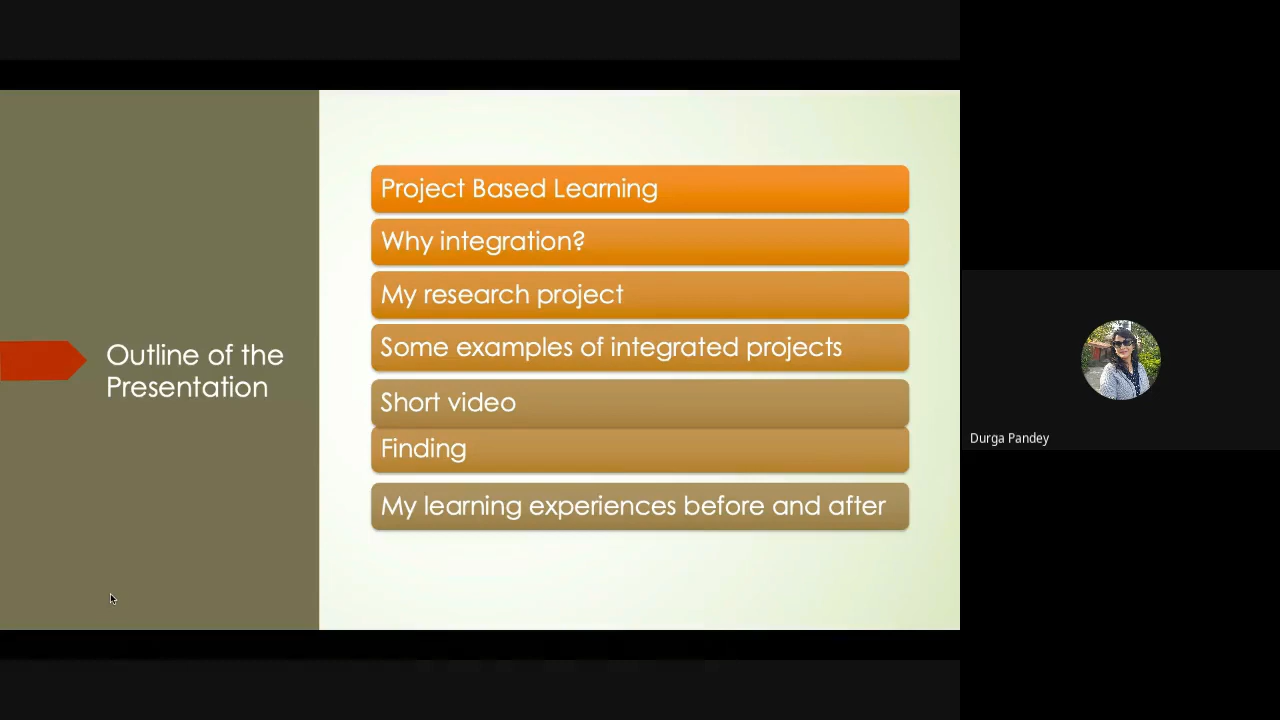 Outline of the
Presentation
Project Based Learning
Why integration?
My research project
Some examples of integrated projects
Short video
Finding
My learning experiences before and after
Durga Pandey